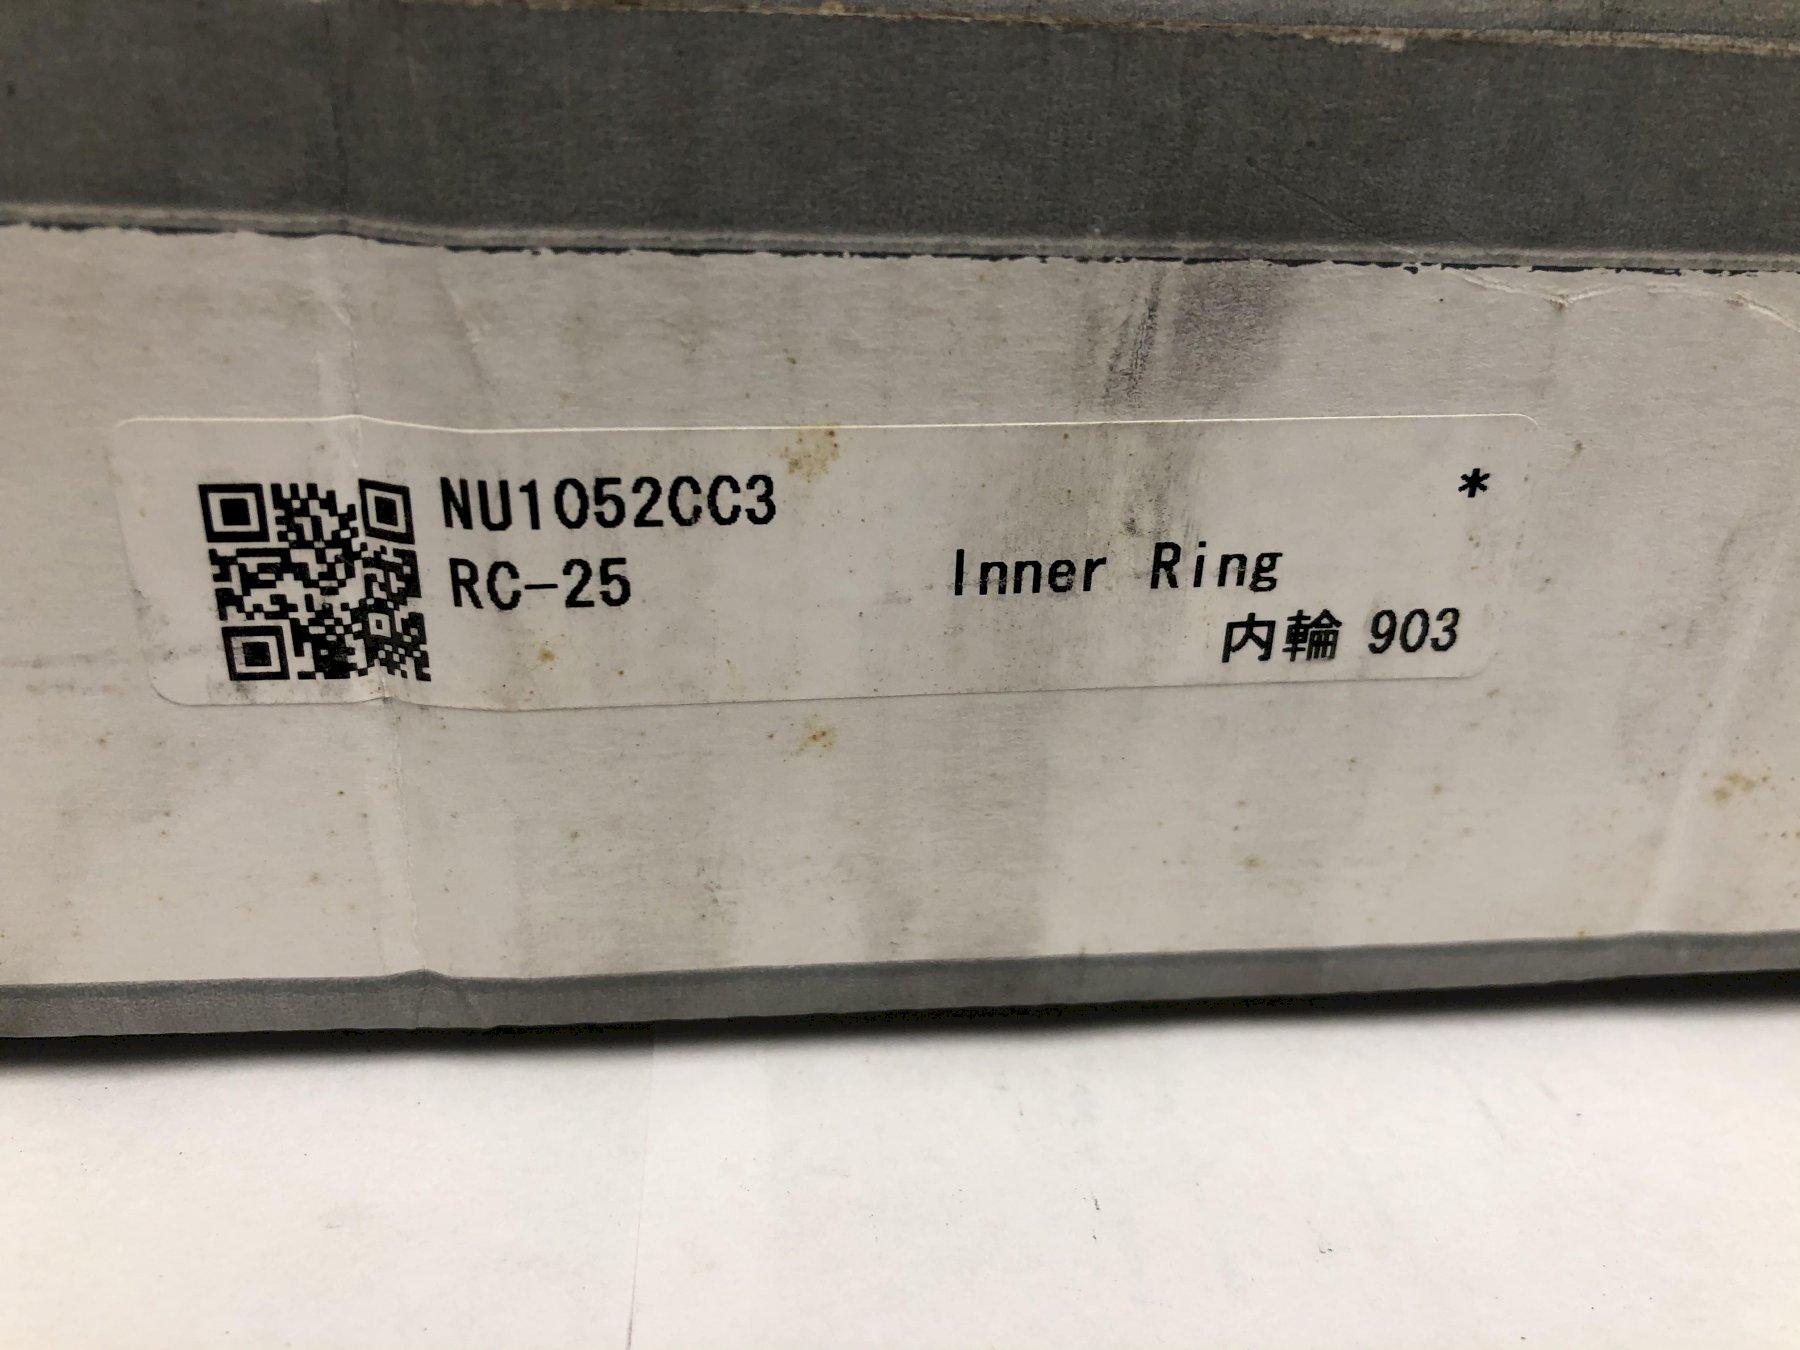 NU1052CC3 *
RC-25 Inner Ring
内輪 903